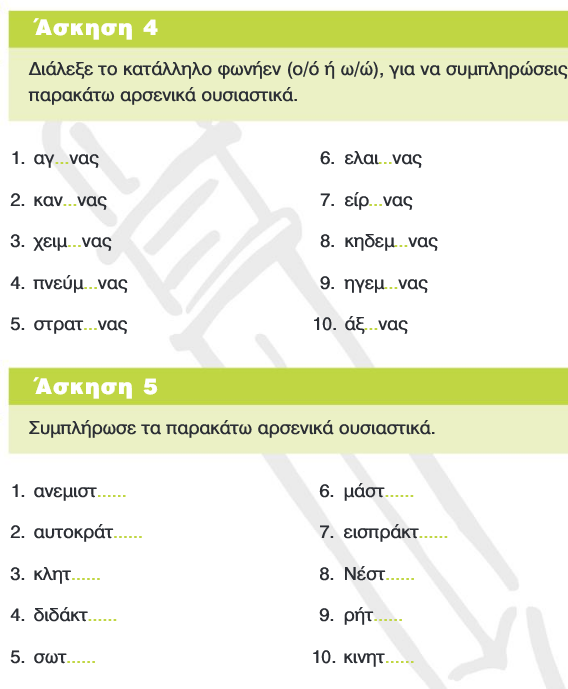 Άσκηση 4
Διάλεξε το κατάλληλο φωνήεν (ο/ό ή ω/ώ), για να συμπληρώσεις
παρακάτω αρσενικά ουσιαστικά.
1. αγ...νας
2. καν...νας
3. χειμ...νας
4. πνεύμ...νας
5. στρατ...νας
6. ελαι...νας
7. είρ...νας
8. κηδεμ...νας
9. ηγεμ...νας
10. άξ...νας
Άσκηση 5
Συμπλήρωσε τα παρακάτω αρσενικά ουσιαστικά.
1. ανεμιστ......
2. αυτοκράτ......
3. κλητ......
4. διδάκτ......
5. σωτ......
6. μάστ......
7. εισπράκτ......
8. Νέστ......
9. ρήτ......
10. κινητ......